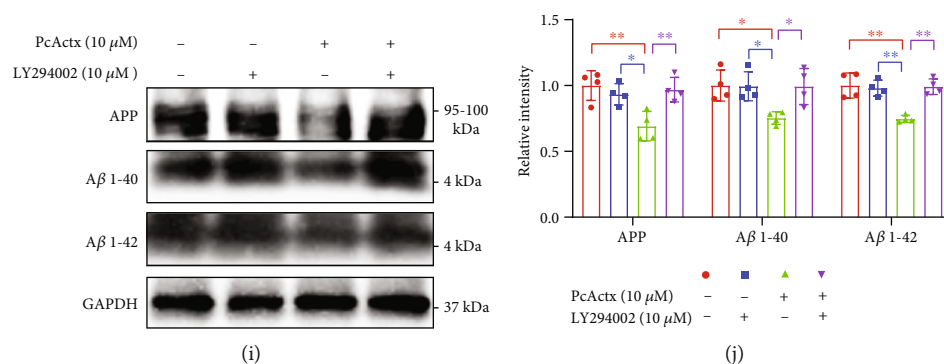 PcActx (10 μM) – – + +
LY294002 (10 μM ) – + – +
APP 95-100 kDa
Aβ 1-40 4 kDa
Aβ 1-42 4 kDa
GAPDH 37 kDa
(i)
Relative intensity
1.5
1.0
0.5
0.0
** * **
* * *
** ** **
APP Aβ 1-40 Aβ 1-42
PcActx (10 μM) – – + +
LY294002 (10 μM) – + – +
(j)